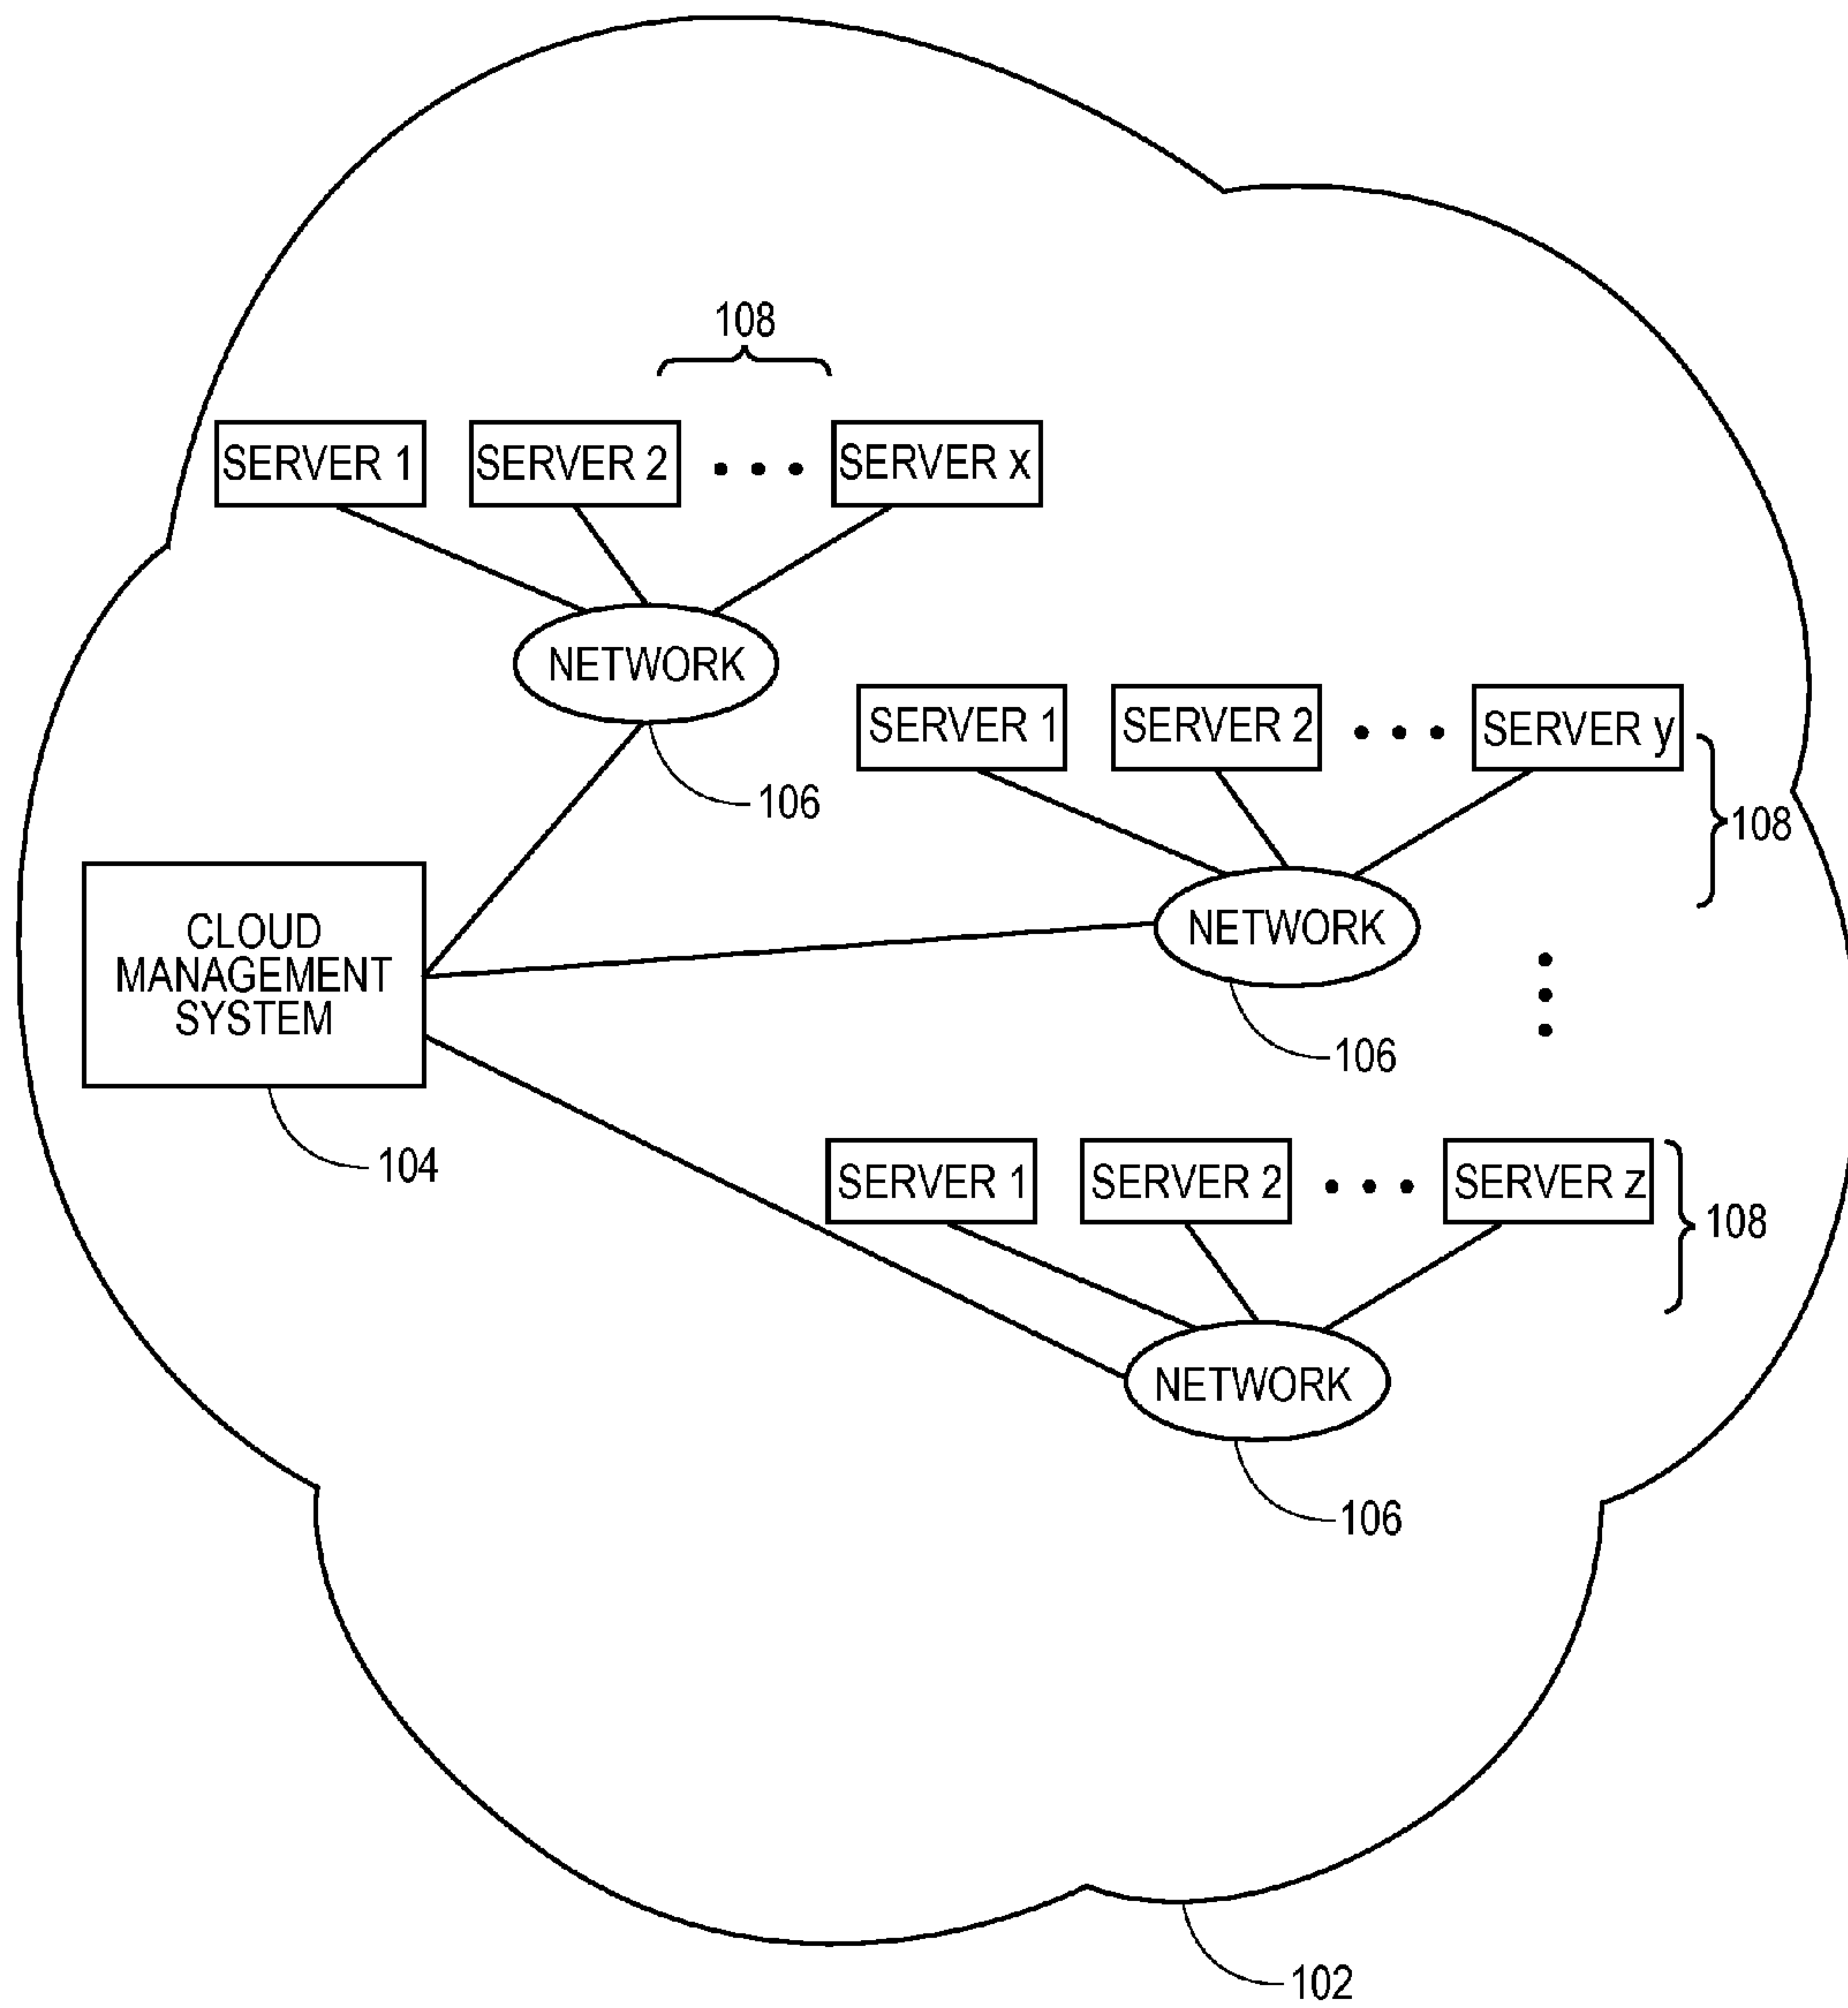 108
SERVER 1
SERVER 2
SERVER x
NETWORK
106
SERVER 1
SERVER 2
SERVER y
108
NETWORK
106
CLOUD
MANAGEMENT
SYSTEM
104
SERVER 1
SERVER 2
SERVER z
108
NETWORK
106
102